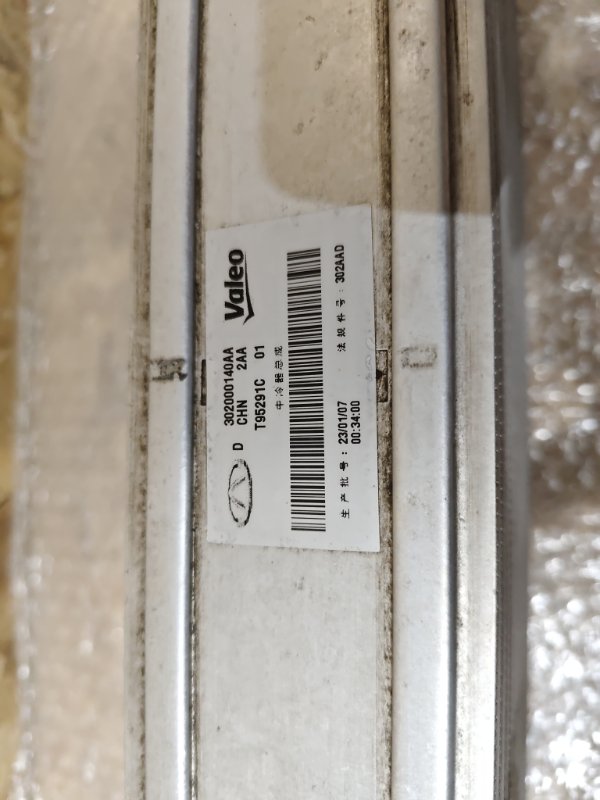 D 302000140AA
CHN 2AA
T95291C 01
Valeo
中冷器总成
生产批号：23/01/07
00:34:00
法规件号：302AAD